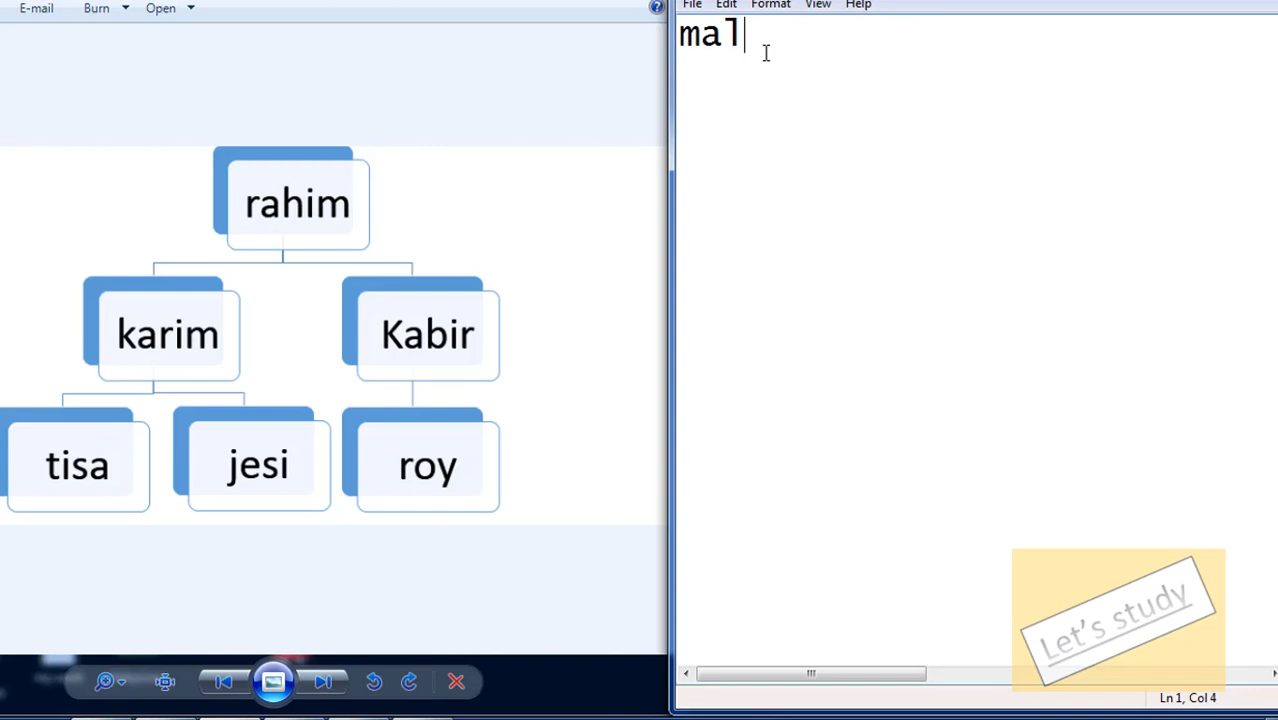 E-mail Burn Open
File Edit Format View Help
mal
rahim
karim Kabir
tisa jesi roy
Let's study
Ln 1, Col 4